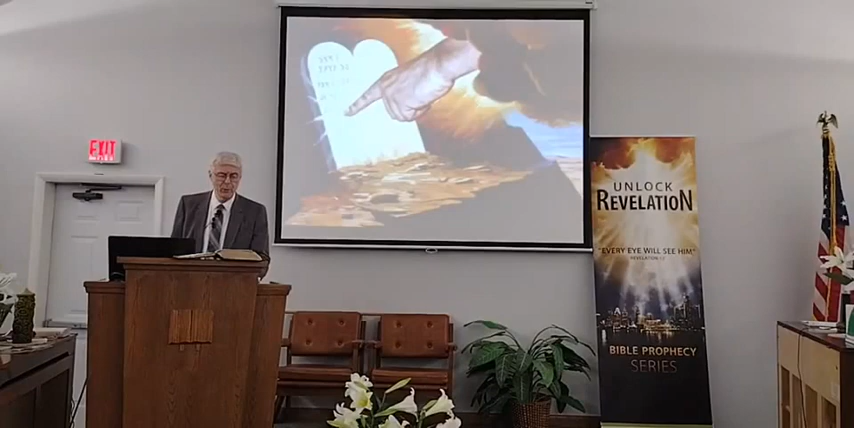 EXIT
UNLOCK
REVELATION
"EVERY EYE WILL SEE HIM"
REVELATION 1:7
BIBLE PROPHECY
SERIES